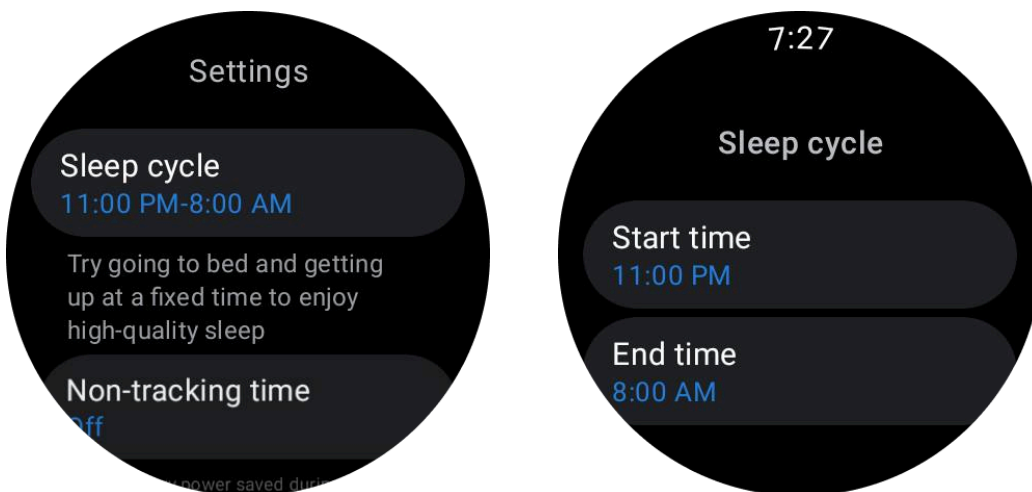 Settings
Sleep cycle
11:00 PM-8:00 AM
Try going to bed and getting
up at a fixed time to enjoy
high-quality sleep
Non-tracking time
Off
power saved during
7:27
Sleep cycle
Start time
11:00 PM
End time
8:00 AM